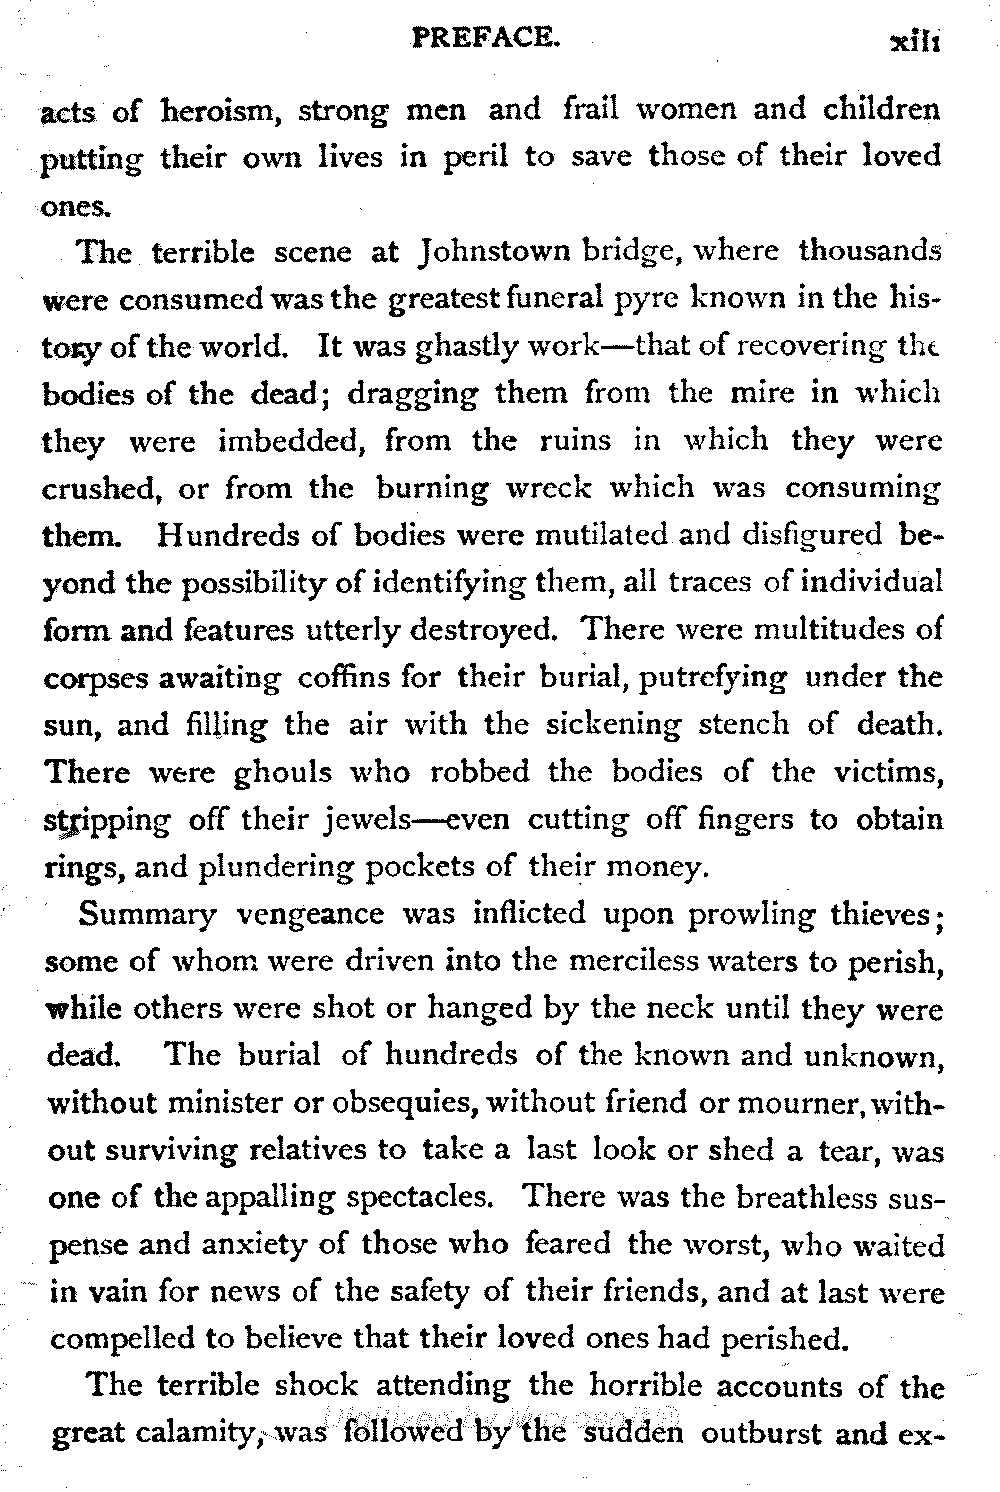 PREFACE. xiii
acts of heroism, strong men and frail women and children
putting their own lives in peril to save those of their loved
ones.
The terrible scene at Johnstown bridge, where thousands
were consumed was the greatest funeral pyre known in the his-
tory of the world. It was ghastly work—that of recovering the
bodies of the dead; dragging them from the mire in which
they were imbedded, from the ruins in which they were
crushed, or from the burning wreck which was consuming
them. Hundreds of bodies were mutilated and disfigured be-
yond the possibility of identifying them, all traces of individual
form and features utterly destroyed. There were multitudes of
corpses awaiting coffins for their burial, putrefying under the
sun, and filling the air with the sickening stench of death.
There were ghouls who robbed the bodies of the victims,
stripping off their jewels—even cutting off fingers to obtain
rings, and plundering pockets of their money.
Summary vengeance was inflicted upon prowling thieves;
some of whom were driven into the merciless waters to perish,
while others were shot or hanged by the neck until they were
dead. The burial of hundreds of the known and unknown,
without minister or obsequies, without friend or mourner, with-
out surviving relatives to take a last look or shed a tear, was
one of the appalling spectacles. There was the breathless sus-
pense and anxiety of those who feared the worst, who waited
in vain for news of the safety of their friends, and at last were
compelled to believe that their loved ones had perished.
The terrible shock attending the horrible accounts of the
great calamity, was followed by the sudden outburst and ex-